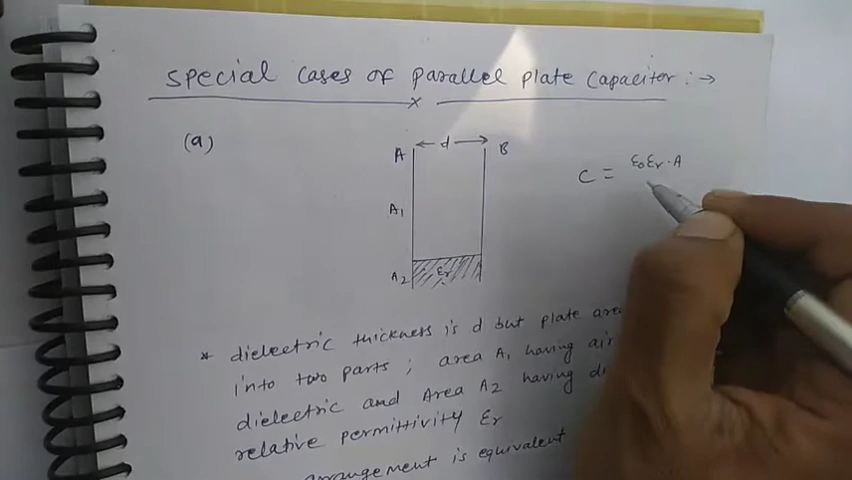 special cases of parallel plate capacitor : →
(a)
A ← d → B
C = ε₀εᵣ · A
A₁
A₂ εᵣ
* dielectric thickness is d but plate area
into two parts ; area A₁ having air
dielectric and Area A₂ having
relative permittivity εᵣ
arrangement is equivalent